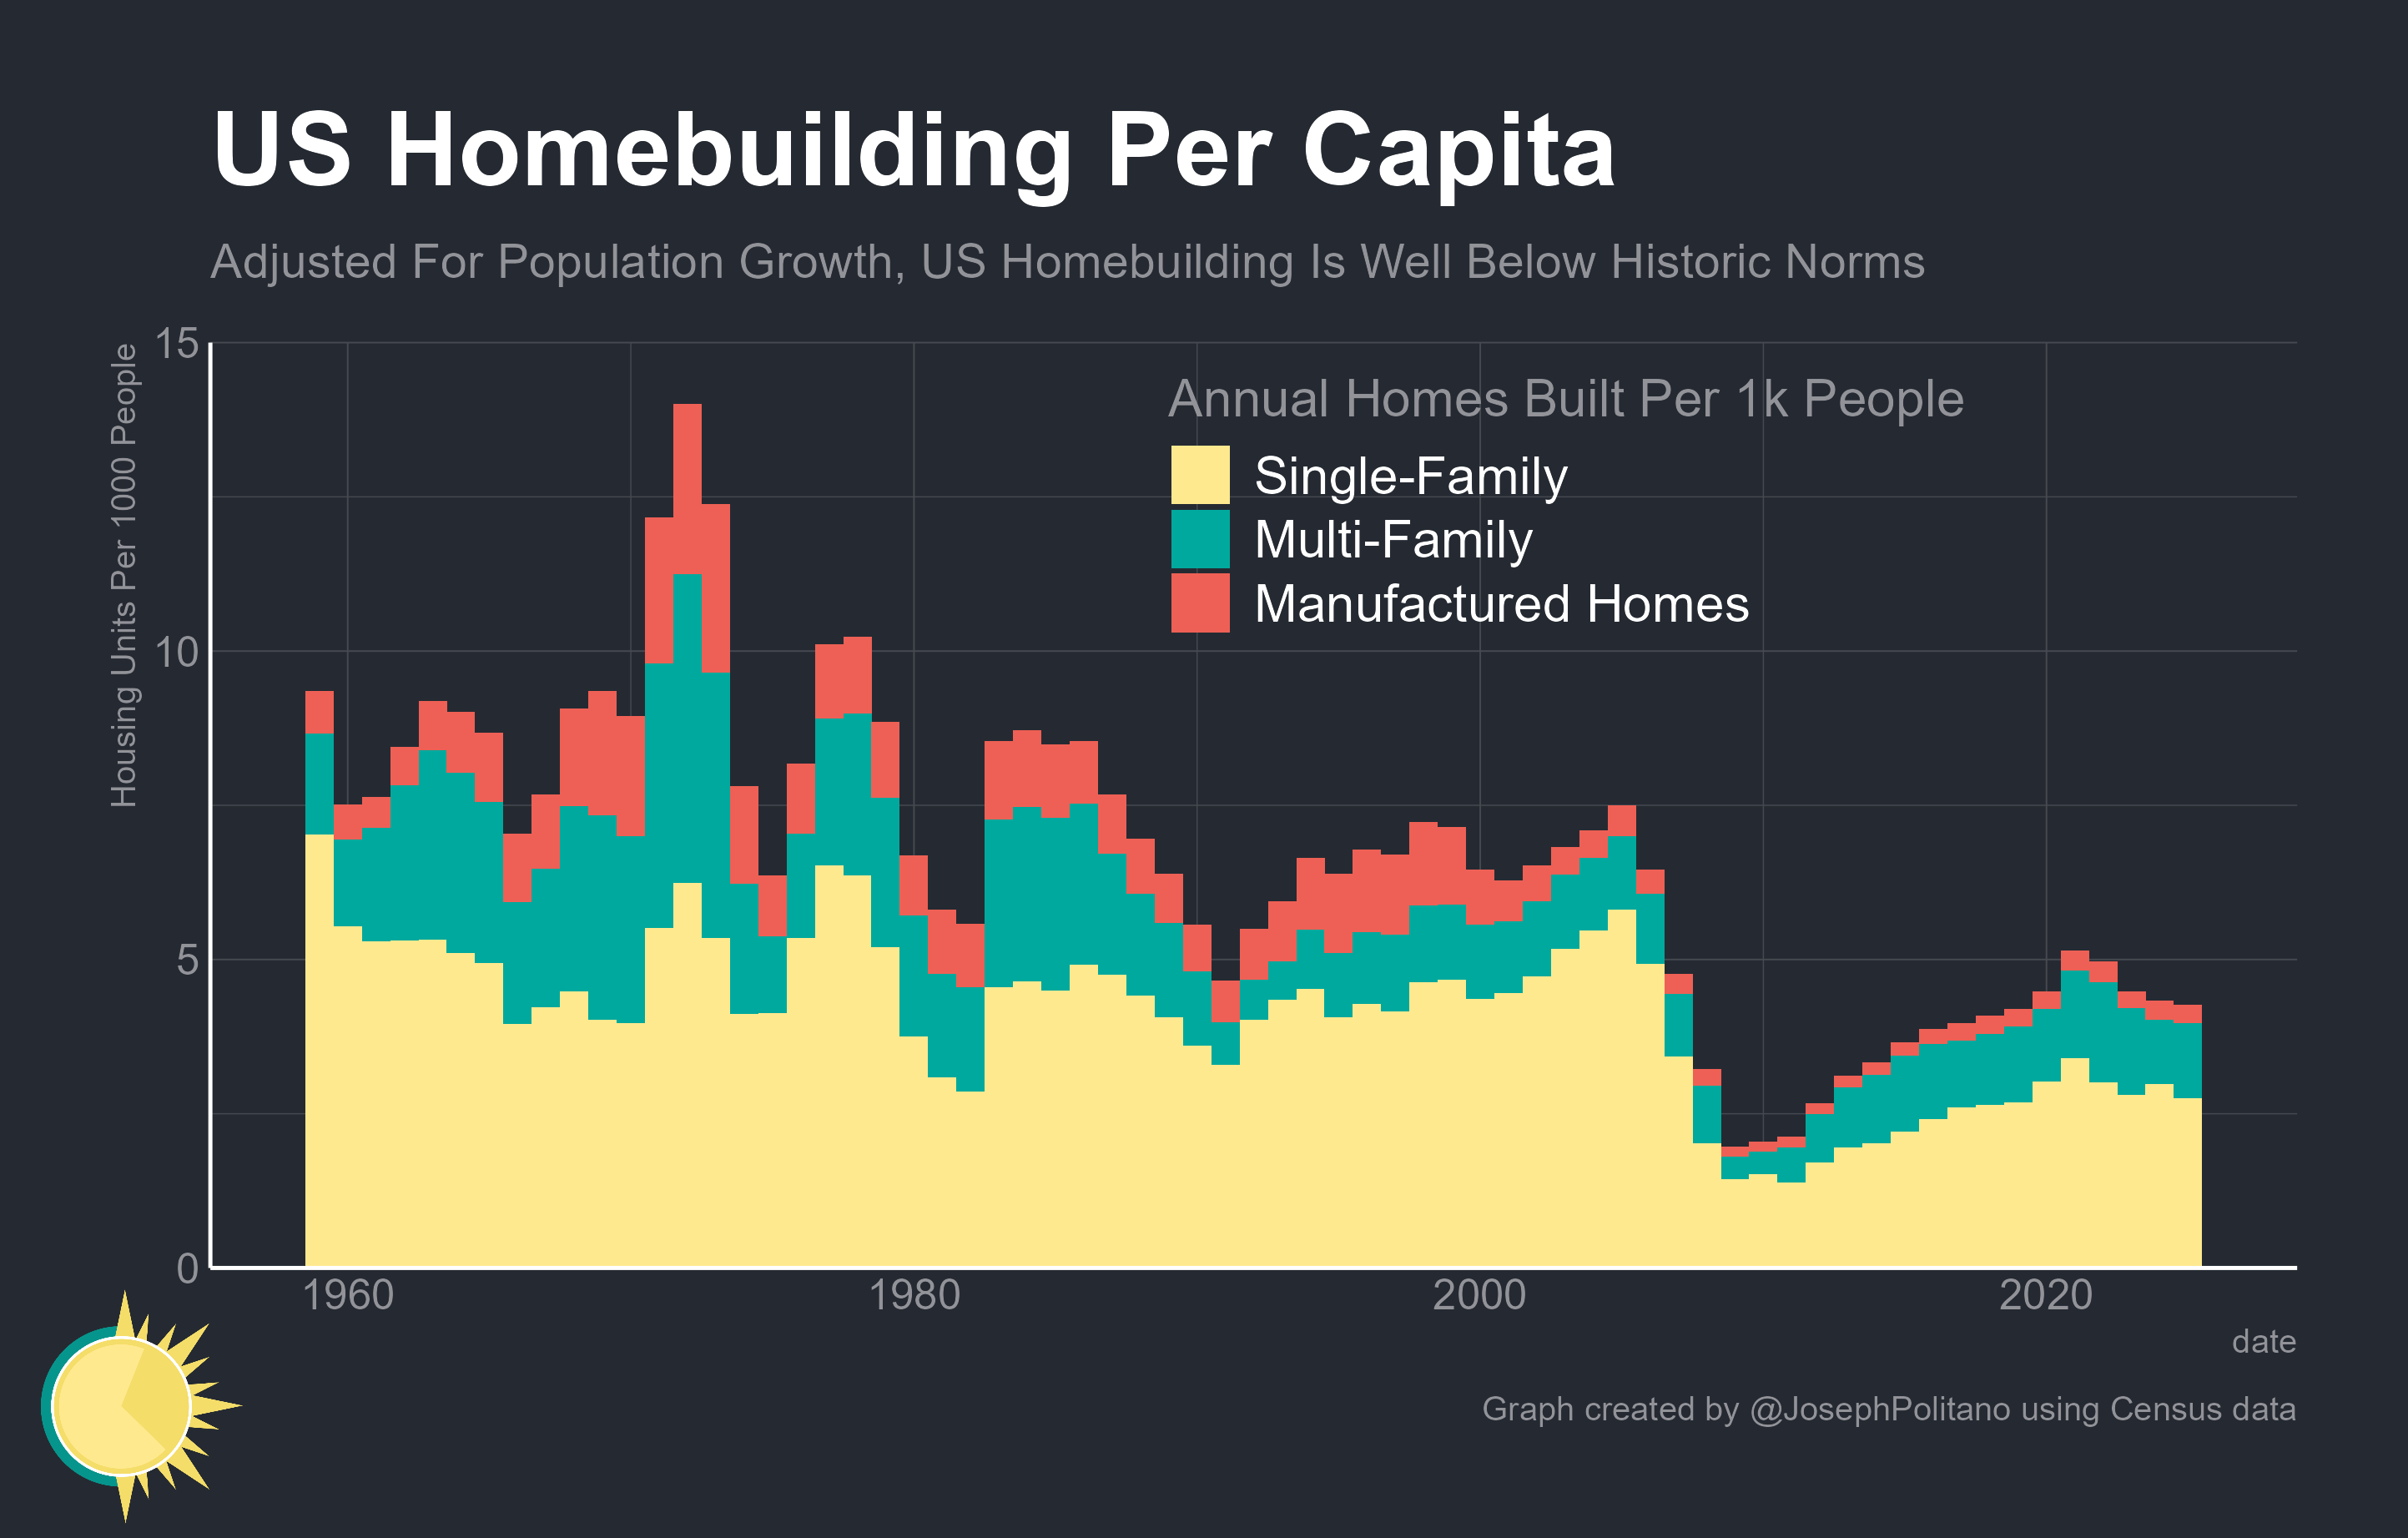 US Homebuilding Per Capita
Adjusted For Population Growth, US Homebuilding Is Well Below Historic Norms
Housing Units Per 1000 People
15
10
5
0
Annual Homes Built Per 1k People
Single-Family
Multi-Family
Manufactured Homes
1960 1980 2000 2020
date
Graph created by @JosephPolitano using Census data